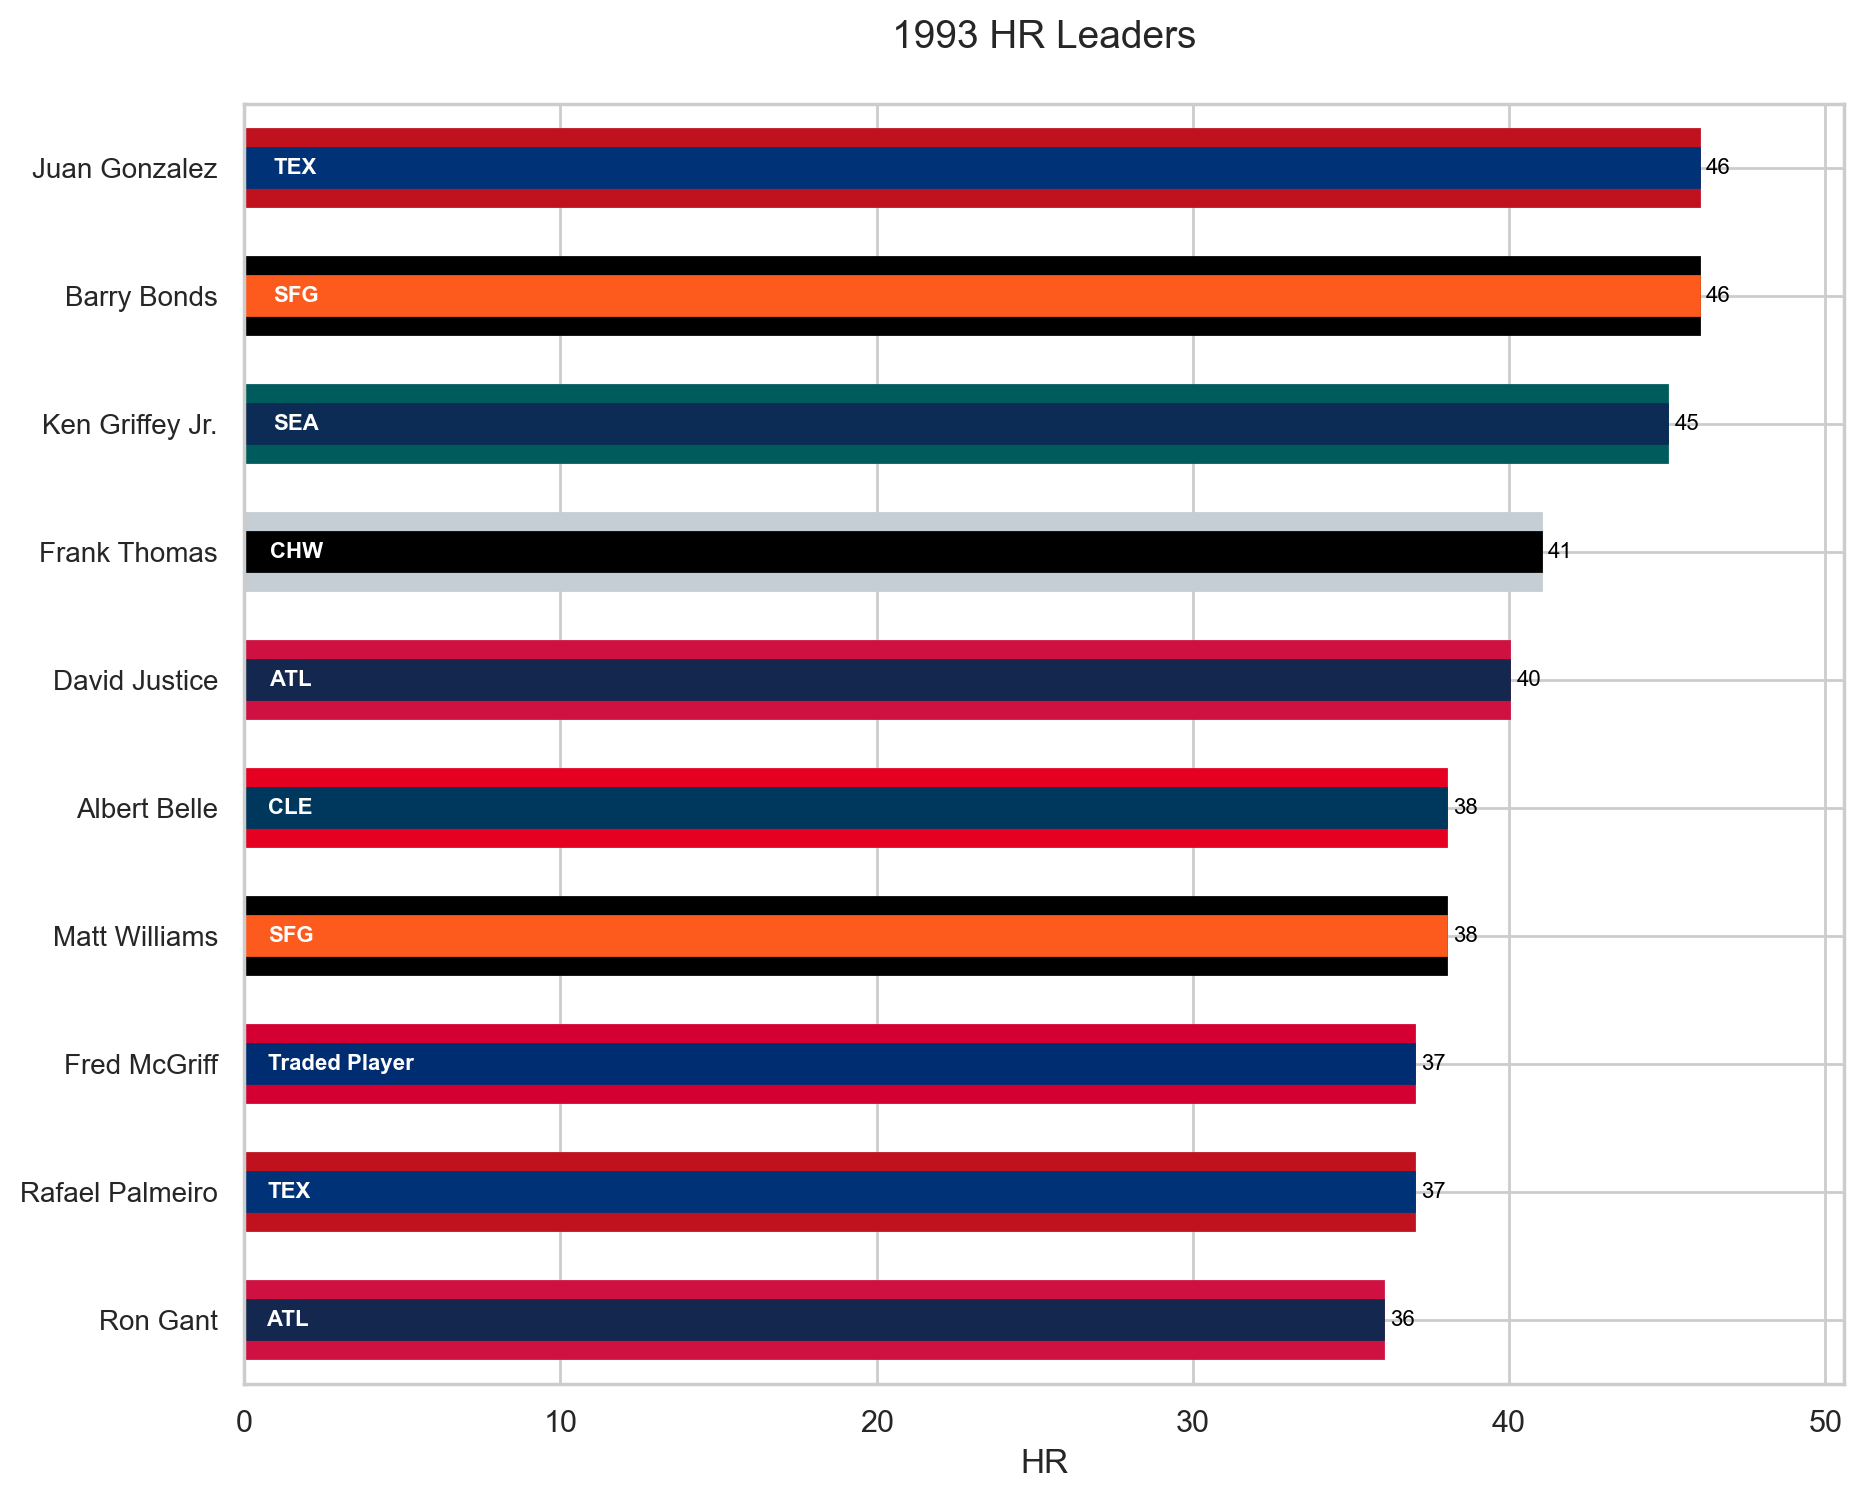 1993 HR Leaders
Juan Gonzalez TEX 46
Barry Bonds SFG 46
Ken Griffey Jr. SEA 45
Frank Thomas CHW 41
David Justice ATL 40
Albert Belle CLE 38
Matt Williams SFG 38
Fred McGriff Traded Player 37
Rafael Palmeiro TEX 37
Ron Gant ATL 36
0 10 20 30 40 50
HR